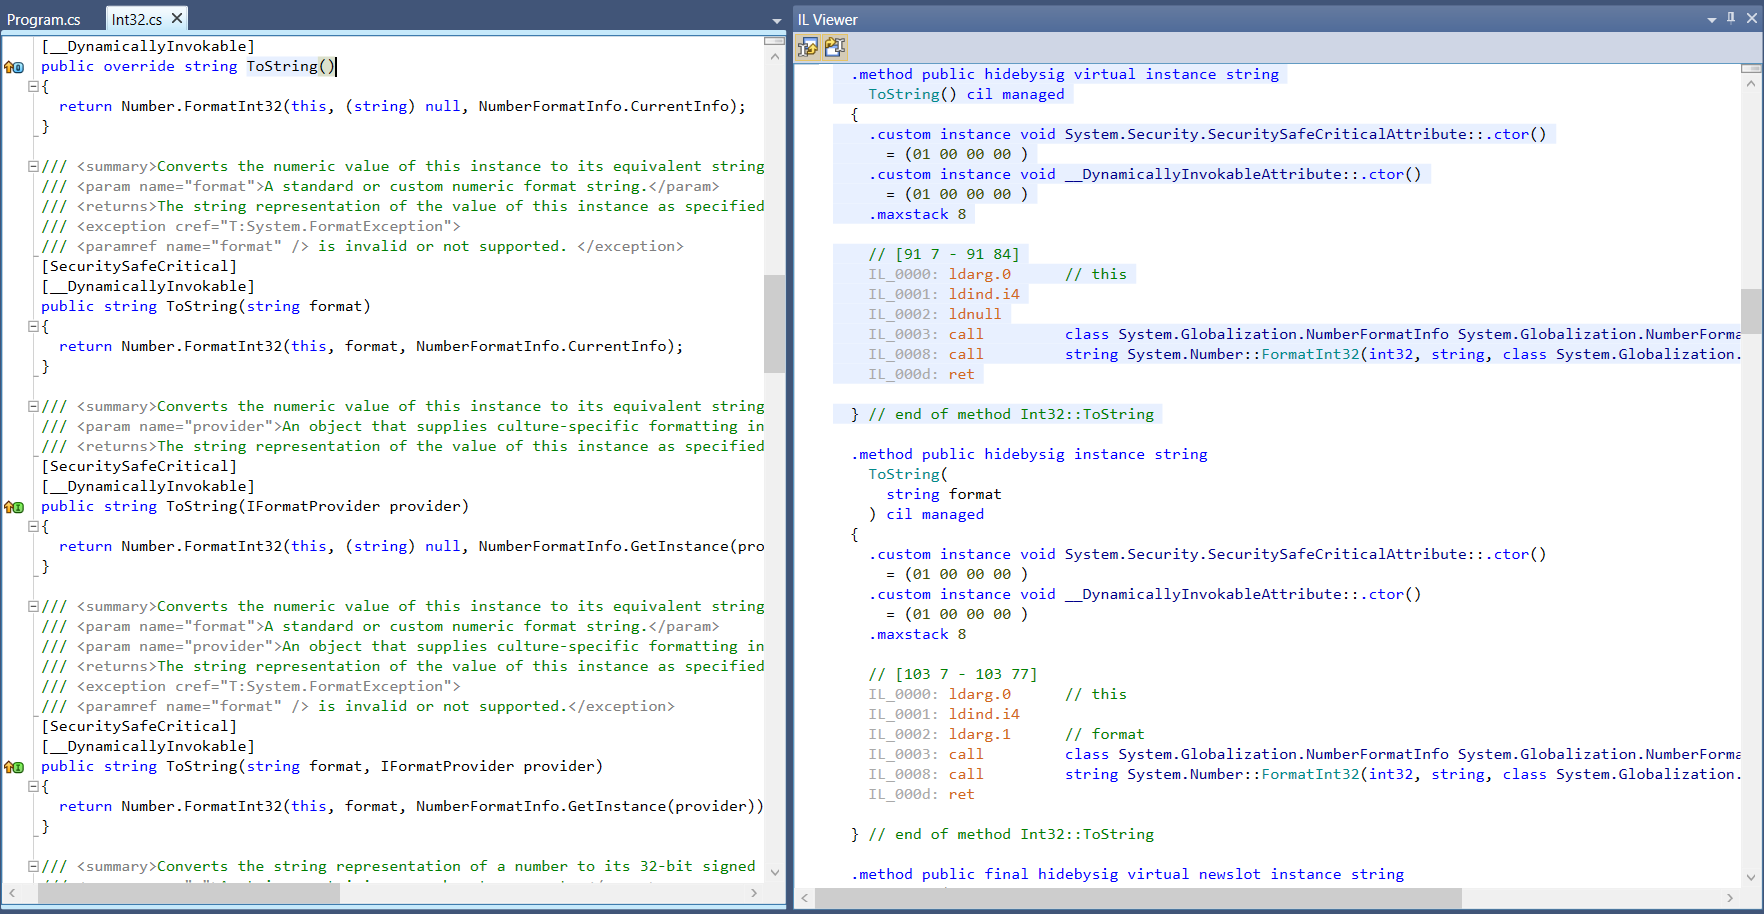 Program.cs
Int32.cs
[__DynamicallyInvokable]
public override string ToString()
{
return Number.FormatInt32(this, (string) null, NumberFormatInfo.CurrentInfo);
}
/// <summary>Converts the numeric value of this instance to its equivalent string
/// <param name="format">A standard or custom numeric format string.</param>
/// <returns>The string representation of the value of this instance as specified
/// <exception cref="T:System.FormatException">
/// <paramref name="format" /> is invalid or not supported. </exception>
[SecuritySafeCritical]
[__DynamicallyInvokable]
public string ToString(string format)
{
return Number.FormatInt32(this, format, NumberFormatInfo.CurrentInfo);
}
/// <summary>Converts the numeric value of this instance to its equivalent string
/// <param name="provider">An object that supplies culture-specific formatting in
/// <returns>The string representation of the value of this instance as specified
[SecuritySafeCritical]
[__DynamicallyInvokable]
public string ToString(IFormatProvider provider)
{
return Number.FormatInt32(this, (string) null, NumberFormatInfo.GetInstance(pro
}
/// <summary>Converts the numeric value of this instance to its equivalent string
/// <param name="format">A standard or custom numeric format string.</param>
/// <param name="provider">An object that supplies culture-specific formatting in
/// <returns>The string representation of the value of this instance as specified
/// <exception cref="T:System.FormatException">
/// <paramref name="format" /> is invalid or not supported.</exception>
[SecuritySafeCritical]
[__DynamicallyInvokable]
public string ToString(string format, IFormatProvider provider)
{
return Number.FormatInt32(this, format, NumberFormatInfo.GetInstance(provider))
}
/// <summary>Converts the string representation of a number to its 32-bit signed
IL Viewer
.method public hidebysig virtual instance string
ToString() cil managed
{
.custom instance void System.Security.SecuritySafeCriticalAttribute::.ctor()
= (01 00 00 00 )
.custom instance void __DynamicallyInvokableAttribute::.ctor()
= (01 00 00 00 )
.maxstack 8
// [91 7 - 91 84]
IL_0000: ldarg.0 // this
IL_0001: ldind.i4
IL_0002: ldnull
IL_0003: call class System.Globalization.NumberFormatInfo System.Globalization.NumberForma
IL_0008: call string System.Number::FormatInt32(int32, string, class System.Globalization.
IL_000d: ret
} // end of method Int32::ToString
.method public hidebysig instance string
ToString(
string format
) cil managed
{
.custom instance void System.Security.SecuritySafeCriticalAttribute::.ctor()
= (01 00 00 00 )
.custom instance void __DynamicallyInvokableAttribute::.ctor()
= (01 00 00 00 )
.maxstack 8
// [103 7 - 103 77]
IL_0000: ldarg.0 // this
IL_0001: ldind.i4
IL_0002: ldarg.1 // format
IL_0003: call class System.Globalization.NumberFormatInfo System.Globalization.NumberForma
IL_0008: call string System.Number::FormatInt32(int32, string, class System.Globalization.
IL_000d: ret
} // end of method Int32::ToString
.method public final hidebysig virtual newslot instance string